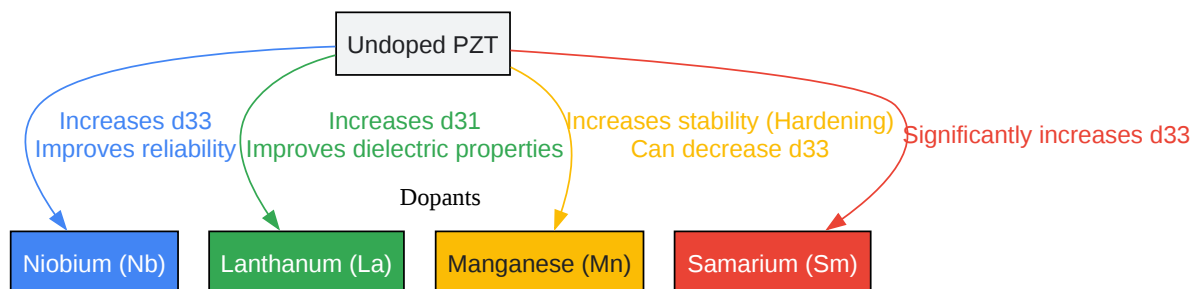 Undoped PZT
Increases d33
Improves reliability
Increases d31
Improves dielectric properties
Increases stability (Hardening)
Can decrease d33
Significantly increases d33
Dopants
Niobium (Nb)
Lanthanum (La)
Manganese (Mn)
Samarium (Sm)